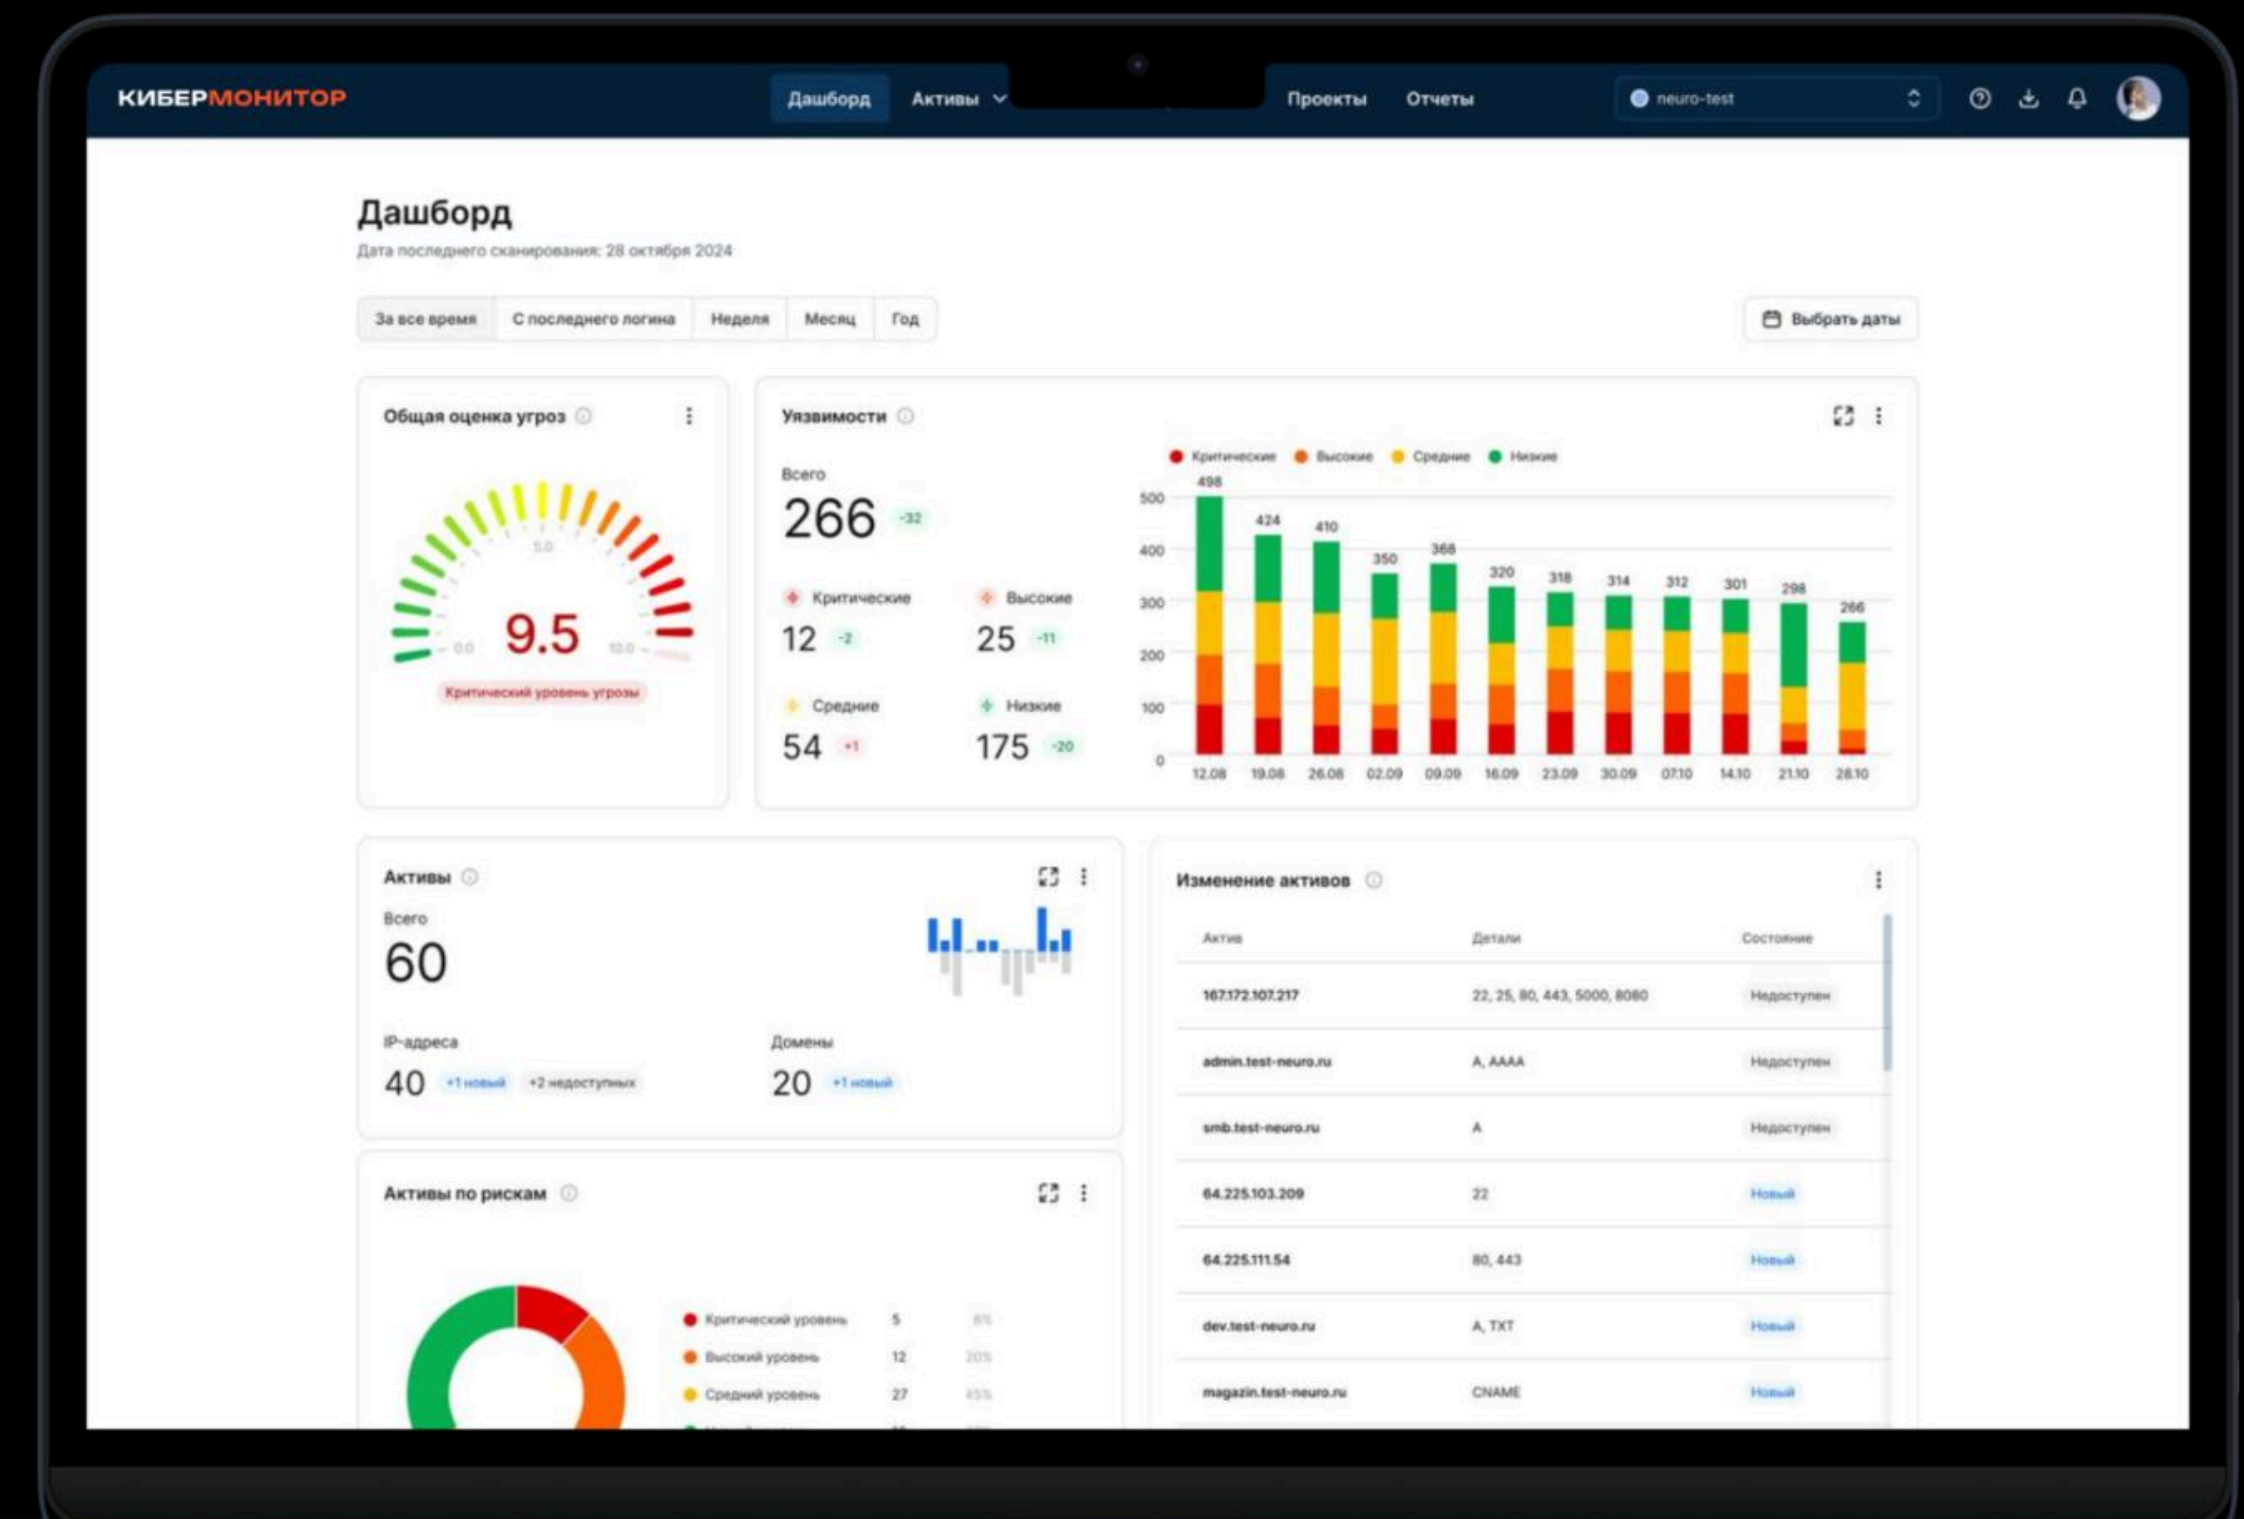 КИБЕРМОНИТОР
Дашборд Активы Проекты Отчеты neuro-test
Дашборд
Дата последнего сканирования: 28 октября 2024
За все время С последнего логина Неделя Месяц Год Выбрать даты
Общая оценка угроз
5.0
0.0 9.5 10.0
Критический уровень угрозы
Уязвимости
Всего
266 -32
Критические Высокие
12 -2 25 -11
Средние Низкие
54 +1 175 -20
Критические Высокие Средние Низкие
498 424 410 350 368 320 318 314 312 301 298 266
500
400
300
200
100
0
12.08 19.08 26.08 02.09 09.09 16.09 23.09 30.09 07.10 14.10 21.10 28.10
Активы
Всего
60
IP-адреса Домены
40 +1 новый +2 недоступных 20 +1 новый
Активы по рискам
Критический уровень 5 8%
Высокий уровень 12 20%
Средний уровень 27 45%
Изменение активов
Актив Детали Состояние
167.172.107.217 22, 25, 80, 443, 5000, 8080 Недоступен
admin.test-neuro.ru A, AAAA Недоступен
smb.test-neuro.ru A Недоступен
64.225.103.209 22 Новый
64.225.111.54 80, 443 Новый
dev.test-neuro.ru A, TXT Новый
magazin.test-neuro.ru CNAME Новый